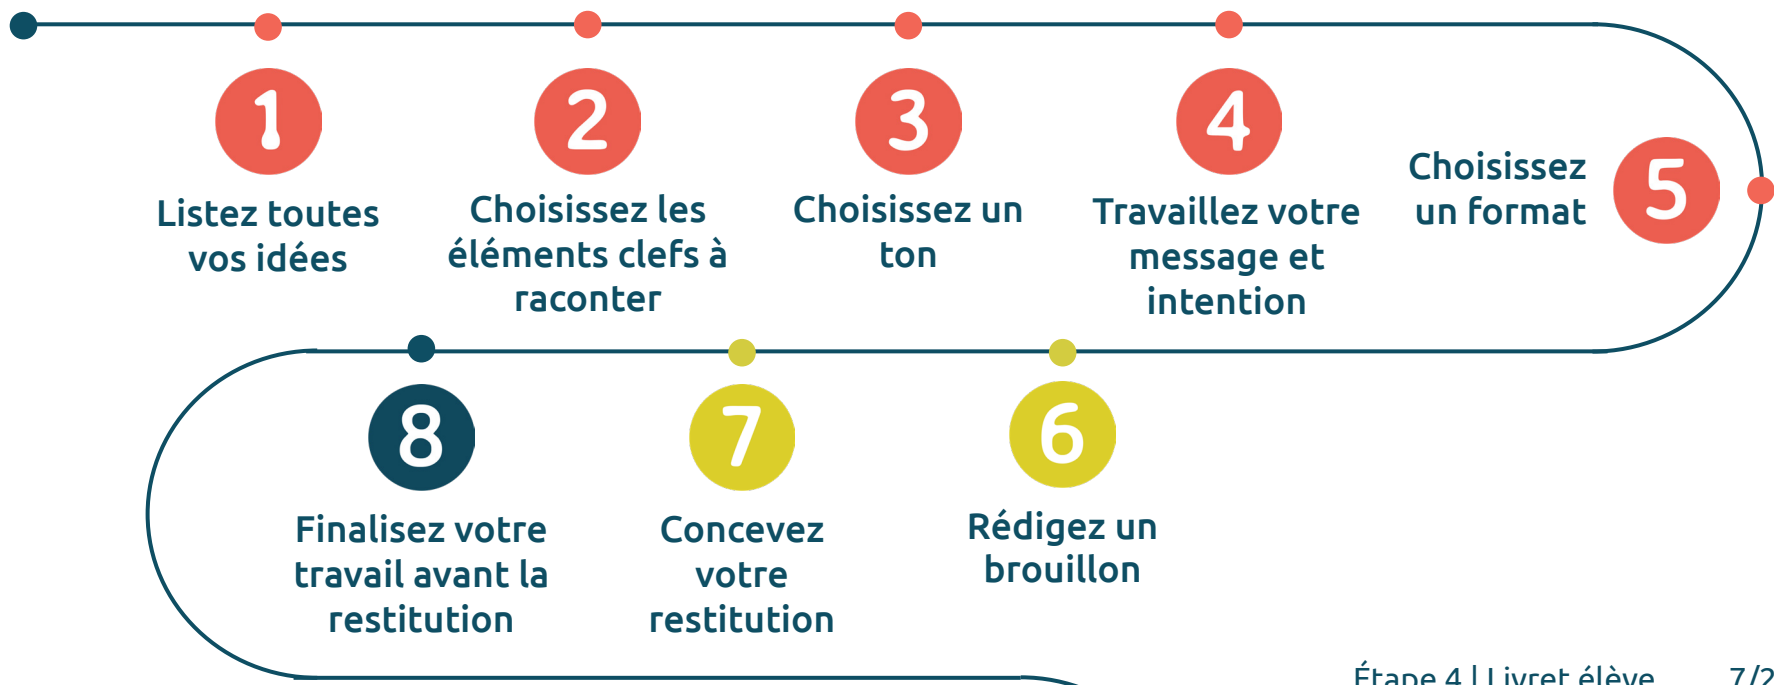 1
Listez toutes
vos idées
2
Choisissez les
éléments clefs à
raconter
3
Choisissez un
ton
4
Travaillez votre
message et
intention
5
Choisissez
un format
6
Rédigez un
brouillon
7
Concevez
votre
restitution
8
Finalisez votre
travail avant la
restitution
Étape 4 | Livret élève 7/2